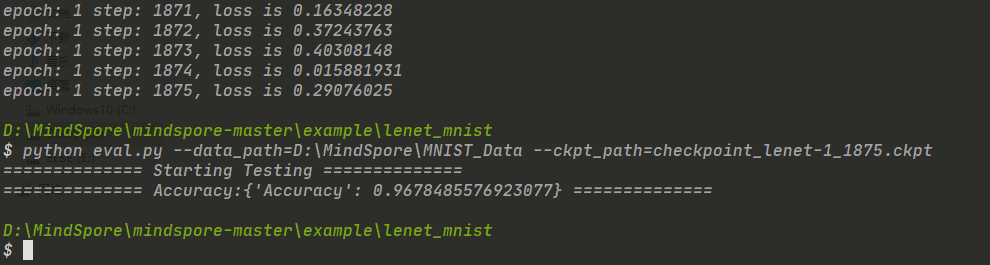 epoch: 1 step: 1871, loss is 0.16348228
epoch: 1 step: 1872, loss is 0.37243763
epoch: 1 step: 1873, loss is 0.40308148
epoch: 1 step: 1874, loss is 0.015881931
epoch: 1 step: 1875, loss is 0.29076025
Windows10 (C:)
D:\MindSpore\mindspore-master\example\lenet_mnist
$ python eval.py --data_path=D:\MindSpore\MNIST_Data --ckpt_path=checkpoint_lenet-1_1875.ckpt
============== Starting Testing ==============
============== Accuracy:{'Accuracy': 0.9678485576923077} ==============
D:\MindSpore\mindspore-master\example\lenet_mnist
$